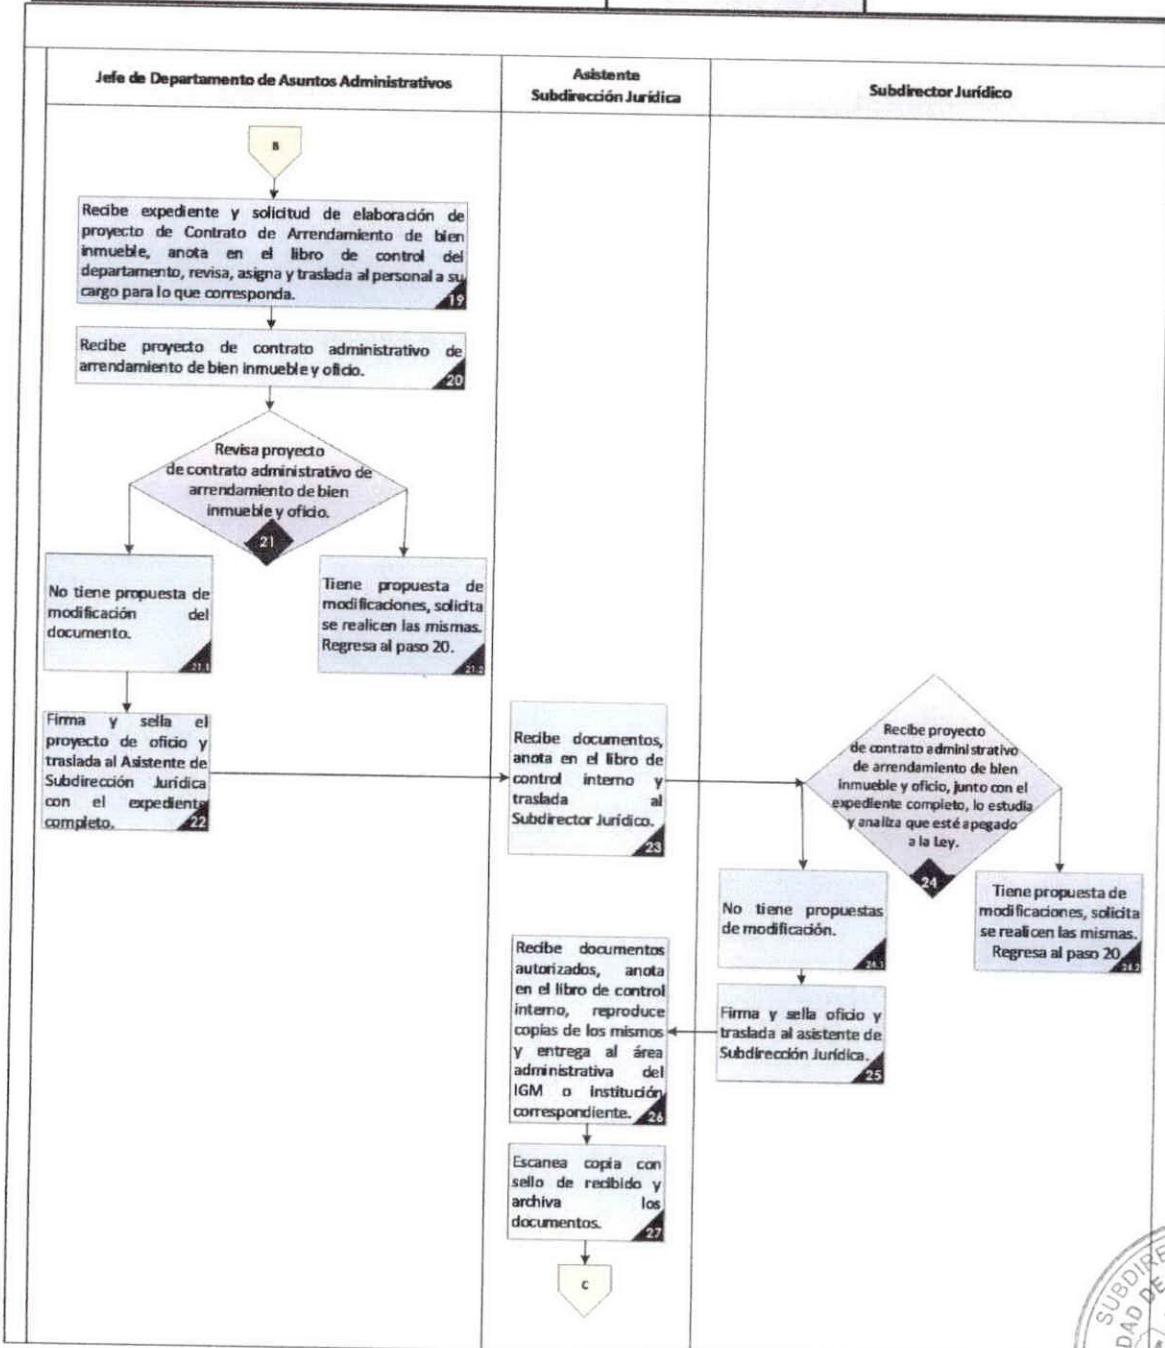 Jefe de Departamento de Asuntos Administrativos
Asistente
Subdirección Jurídica
Subdirector Jurídico
B
Recibe expediente y solicitud de elaboración de
proyecto de Contrato de Arrendamiento de bien
inmueble, anota en el libro de control del
departamento, revisa, asigna y traslada al personal a su
cargo para lo que corresponda.
19
Recibe proyecto de contrato administrativo de
arrendamiento de bien inmueble y oficio.
20
Revisa proyecto
de contrato administrativo de
arrendamiento de bien
inmueble y oficio.
21
No tiene propuesta de
modificación del
documento.
21.1
Tiene propuesta de
modificaciones, solicita
se realicen las mismas.
Regresa al paso 20.
21.2
Firma y sella el
proyecto de oficio y
traslada al Asistente de
Subdirección Jurídica
con el expediente
completo.
22
Recibe documentos,
anota en el libro de
control interno y
traslada al
Subdirector Jurídico.
23
Recibe proyecto
de contrato administrativo
de arrendamiento de bien
inmueble y oficio, junto con el
expediente completo, lo estudia
y analiza que esté apegado
a la Ley.
24
No tiene propuestas
de modificación.
24.1
Tiene propuesta de
modificaciones, solicita
se realicen las mismas.
Regresa al paso 20
24.2
Firma y sella oficio y
traslada al asistente de
Subdirección Jurídica.
25
Recibe documentos
autorizados, anota
en el libro de control
interno, reproduce
copias de los mismos
y entrega al área
administrativa del
IGM o institución
correspondiente.
26
Escanea copia con
sello de recibido y
archiva los
documentos.
27
C
SUBDIRE
DAD DE